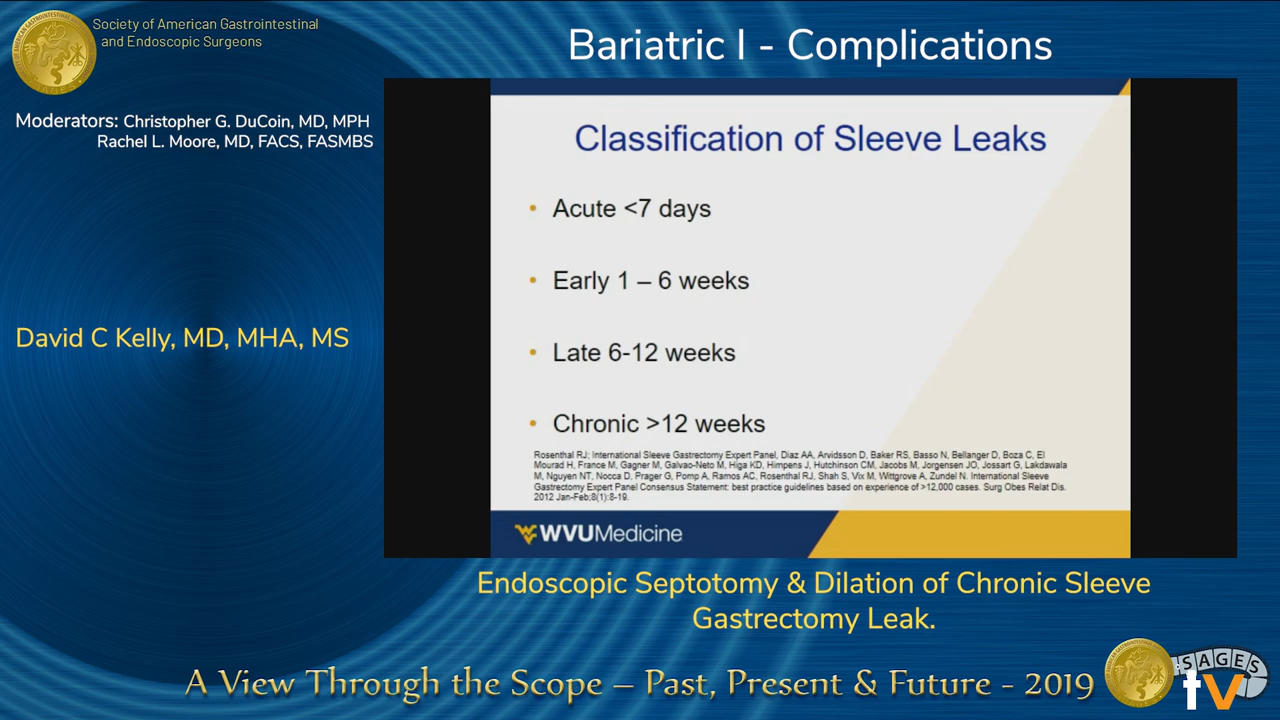 Society of American Gastrointestinal
and Endoscopic Surgeons
Bariatric I - Complications
Moderators: Christopher G. DuCoin, MD, MPH
Rachel L. Moore, MD, FACS, FASMBS
David C Kelly, MD, MHA, MS
Classification of Sleeve Leaks
• Acute <7 days
• Early 1 – 6 weeks
• Late 6-12 weeks
• Chronic >12 weeks
Rosenthal RJ; International Sleeve Gastrectomy Expert Panel, Diaz AA, Arvidsson D, Baker RS, Basso N, Bellanger D, Boza C, El
Mourad H, France M, Gagner M, Galvao-Neto M, Higa KD, Himpens J, Hutchinson CM, Jacobs M, Jorgensen JO, Jossart G, Lakdawala
M, Nguyen NT, Nocca D, Prager G, Pomp A, Ramos AC, Rosenthal RJ, Shah S, Vix M, Wittgrove A, Zundel N. International Sleeve
Gastrectomy Expert Panel Consensus Statement: best practice guidelines based on experience of >12,000 cases. Surg Obes Relat Dis.
2012 Jan-Feb;8(1):8-19.
WVUMedicine
Endoscopic Septotomy & Dilation of Chronic Sleeve
Gastrectomy Leak.
A View Through the Scope – Past, Present & Future - 2019
SAGES
tv